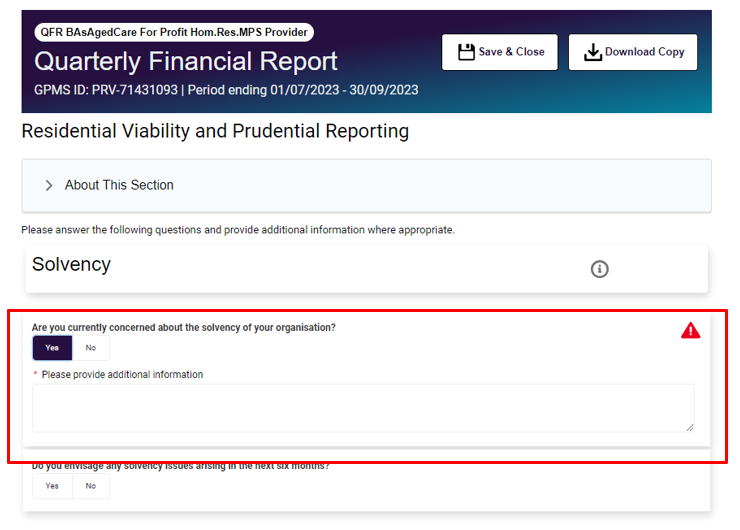 QFR BAsAgedCare For Profit Hom.Res.MPS Provider
Quarterly Financial Report
GPMS ID: PRV-71431093 | Period ending 01/07/2023 - 30/09/2023
Save & Close
Download Copy
Residential Viability and Prudential Reporting
About This Section
Please answer the following questions and provide additional information where appropriate.
Solvency
Are you currently concerned about the solvency of your organisation?
Yes No
* Please provide additional information
Do you envisage any solvency issues arising in the next six months?
Yes No